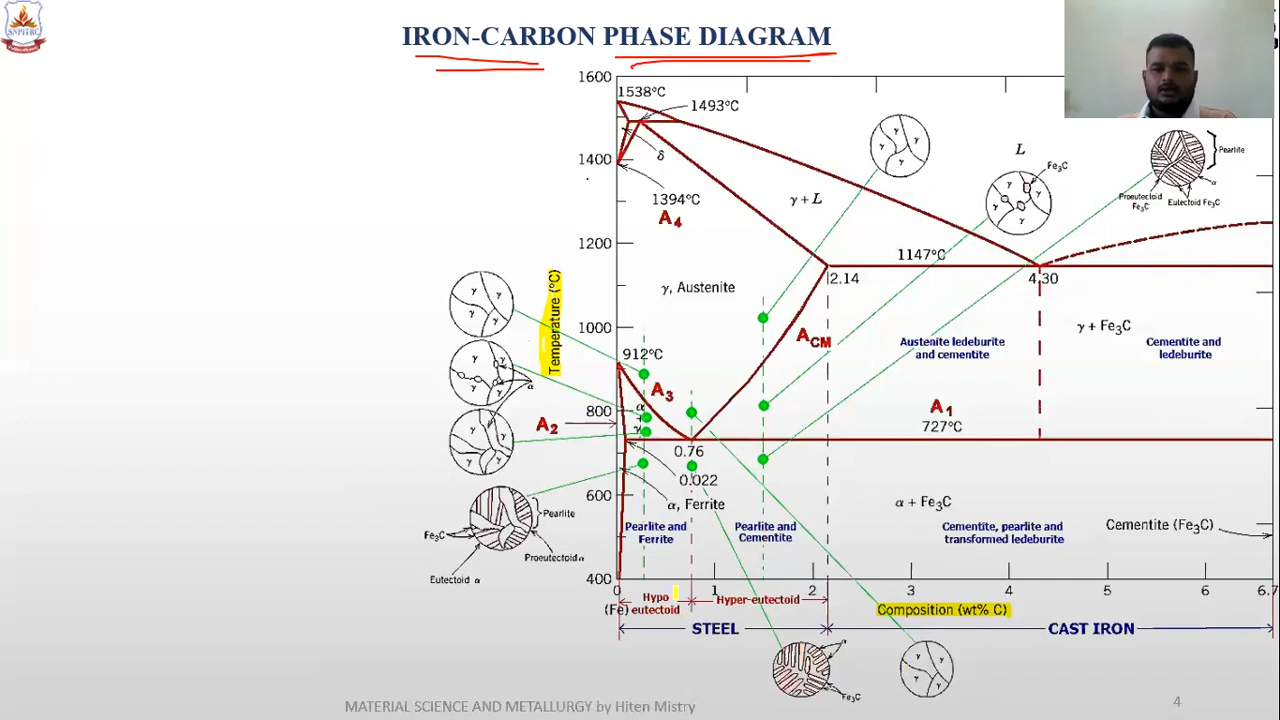 SNPITRC
IRON-CARBON PHASE DIAGRAM
1600
1538°C
1493°C
δ
1400
1394°C
A4
γ + L
L
γ
γ
γ
Fe3C
γ
γ
γ
γ
Pearlite
α
Proeutectoid
Fe3C
Eutectoid Fe3C
1200
1147°C
2.14
4.30
γ, Austenite
γ + Fe3C
Temperature (°C)
1000
ACM
Austenite ledeburite
and cementite
Cementite and
ledeburite
912°C
A3
α
+
γ
800
A2
A1
727°C
0.76
0.022
γ
γ
γ
γ
γ
γ
γ
γ
α
γ
γ
γ
γ
600
α, Ferrite
α + Fe3C
Cementite (Fe3C)
Pearlite
Fe3C
Proeutectoid α
Eutectoid α
Pearlite and
Ferrite
Pearlite and
Cementite
Cementite, pearlite and
transformed ledeburite
400
0 1 2 3 4 5 6 6.7
(Fe)
Hypo
eutectoid
Hyper-eutectoid
Composition (wt% C)
STEEL
CAST IRON
α
Fe3C
γ
γ
γ
γ
MATERIAL SCIENCE AND METALLURGY by Hiten Mistry
4